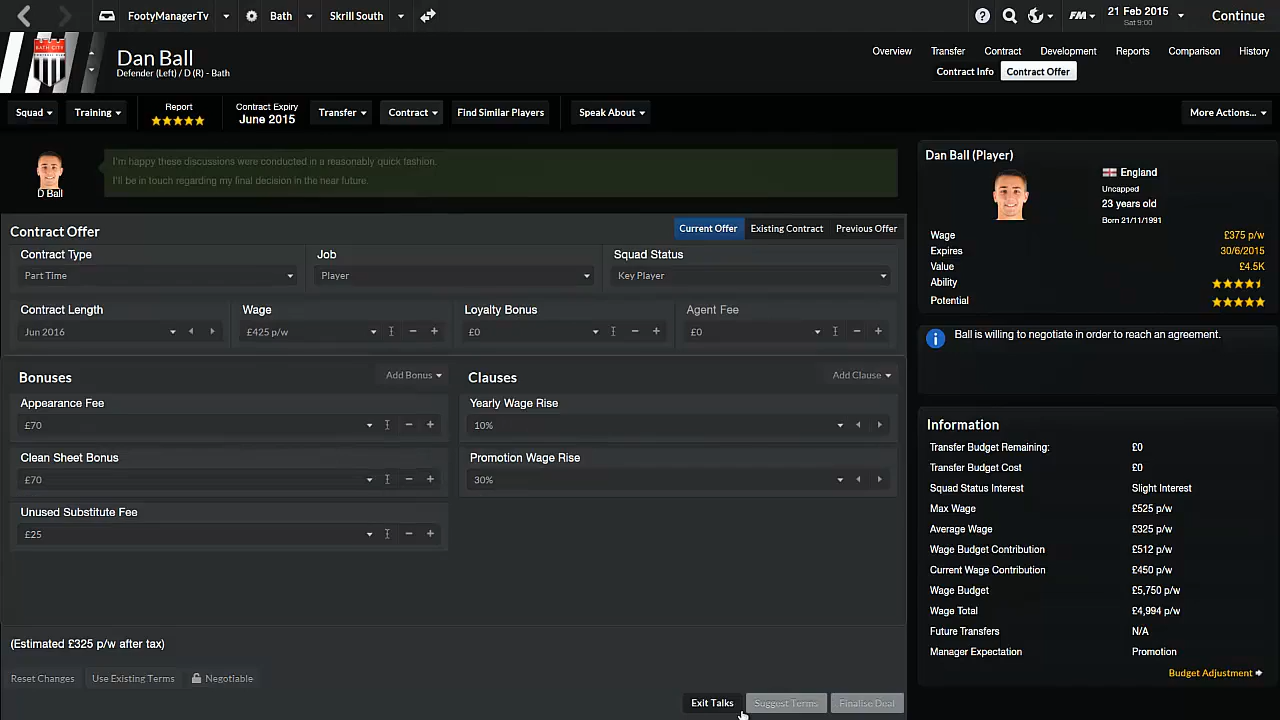 FootyManagerTv
Bath
Skrill South
FM
21 Feb 2015
Sat 9:00
Continue
BATH CITY
Dan Ball
Defender (Left) / D (R) - Bath
Overview Transfer Contract Development Reports Comparison History
Contract Info Contract Offer
Squad Training Report Contract Expiry June 2015 Transfer Contract Find Similar Players Speak About More Actions...
I'm happy these discussions were conducted in a reasonably quick fashion.
I'll be in touch regarding my final decision in the near future.
D Ball
Contract Offer
Current Offer Existing Contract Previous Offer
Contract Type Job Squad Status
Part Time Player Key Player
Contract Length Wage Loyalty Bonus Agent Fee
Jun 2016 £425 p/w £0 £0
Bonuses Add Bonus
Appearance Fee
£70
Clean Sheet Bonus
£70
Unused Substitute Fee
£25
Clauses Add Clause
Yearly Wage Rise
10%
Promotion Wage Rise
30%
(Estimated £325 p/w after tax)
Reset Changes Use Existing Terms Negotiable
Exit Talks Suggest Terms Finalise Deal
Dan Ball (Player)
England
Uncapped
23 years old
Born 21/11/1991
Wage £375 p/w
Expires 30/6/2015
Value £4.5K
Ability
Potential
Ball is willing to negotiate in order to reach an agreement.
Information
Transfer Budget Remaining: £0
Transfer Budget Cost £0
Squad Status Interest Slight Interest
Max Wage £525 p/w
Average Wage £325 p/w
Wage Budget Contribution £512 p/w
Current Wage Contribution £450 p/w
Wage Budget £5,750 p/w
Wage Total £4,994 p/w
Future Transfers N/A
Manager Expectation Promotion
Budget Adjustment